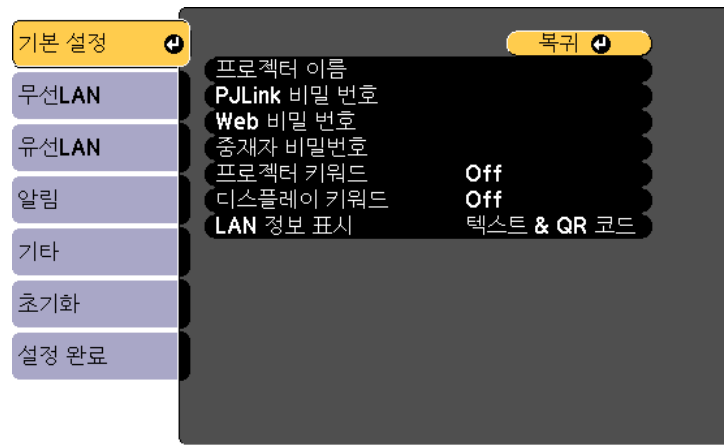 기본 설정
무선LAN
유선LAN
알림
기타
초기화
설정 완료
복귀
프로젝터 이름
PJLink 비밀 번호
Web 비밀 번호
중재자 비밀번호
프로젝터 키워드 Off
디스플레이 키워드 Off
LAN 정보 표시 텍스트 & QR 코드